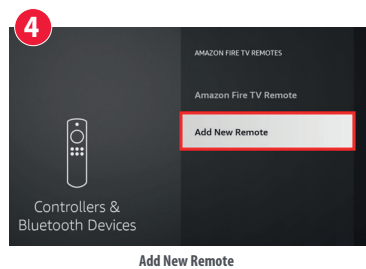 4
AMAZON FIRE TV REMOTES
Amazon Fire TV Remote
Add New Remote
Controllers &
Bluetooth Devices
Add New Remote